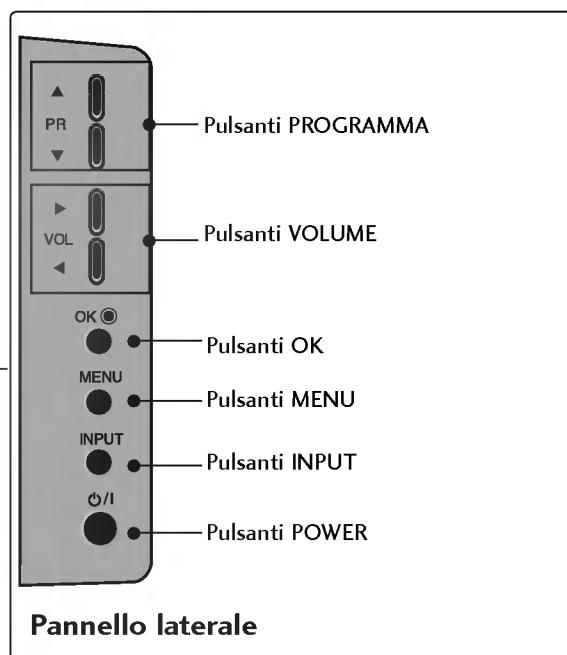 ▲
PR
▼
Pulsanti PROGRAMMA
▶
VOL
◀
Pulsanti VOLUME
OK ◉
Pulsanti OK
MENU
Pulsanti MENU
INPUT
Pulsanti INPUT
⏻/I
Pulsanti POWER
Pannello laterale